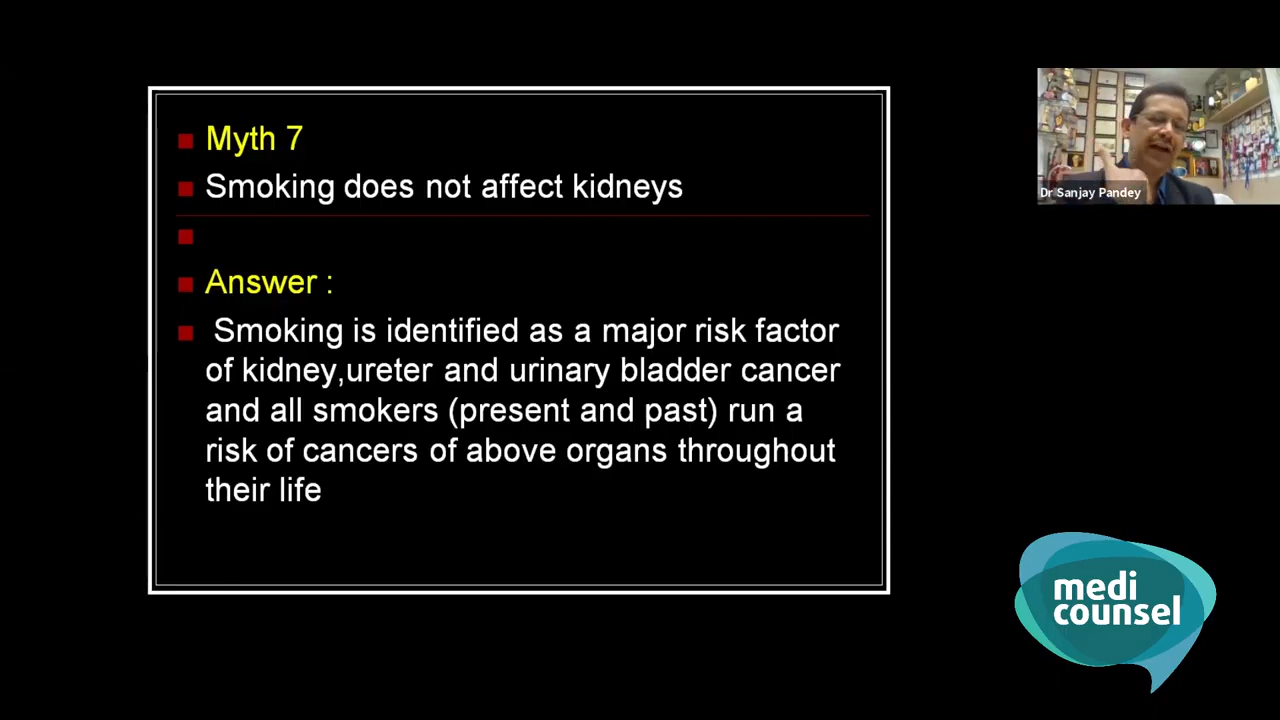 Myth 7
Smoking does not affect kidneys
Answer :
Smoking is identified as a major risk factor
of kidney,ureter and urinary bladder cancer
and all smokers (present and past) run a
risk of cancers of above organs throughout
their life
Dr Sanjay Pandey
medi
counsel